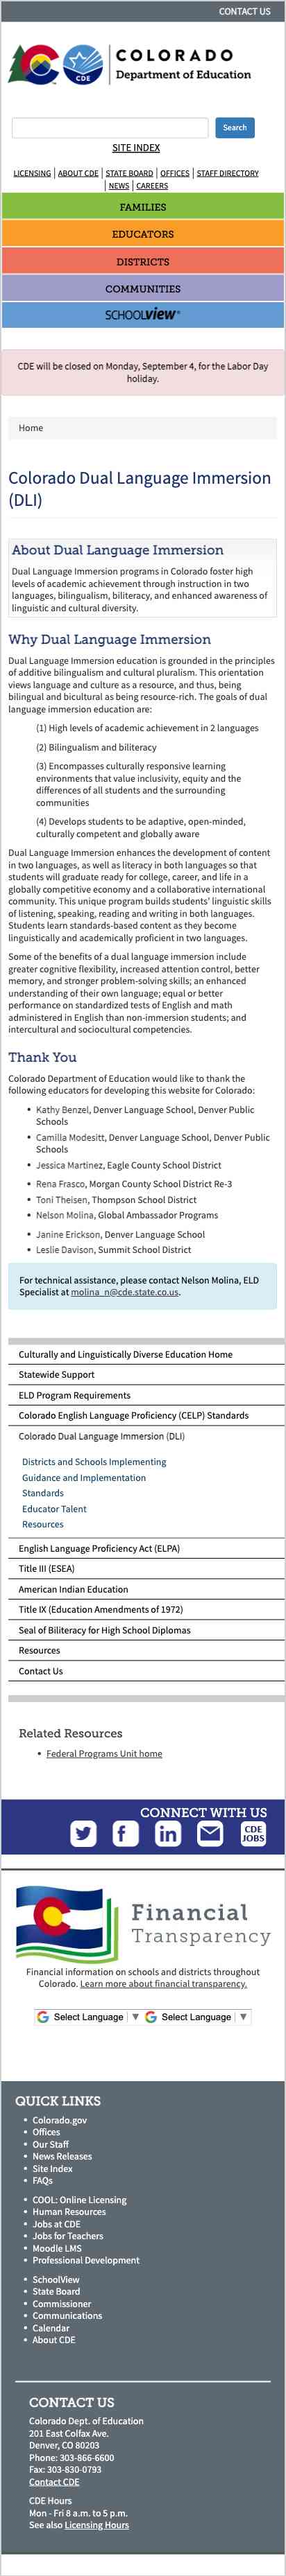 CONTACT US
COLORADO
Department of Education
CDE
Search
SITE INDEX
LICENSING | ABOUT CDE | STATE BOARD | OFFICES | STAFF DIRECTORY
| NEWS | CAREERS
FAMILIES
EDUCATORS
DISTRICTS
COMMUNITIES
SCHOOLVIEW®
CDE will be closed on Monday, September 4, for the Labor Day
holiday.
Home
Colorado Dual Language Immersion
(DLI)
About Dual Language Immersion
Dual Language Immersion programs in Colorado foster high
levels of academic achievement through instruction in two
languages, bilingualism, biliteracy, and enhanced awareness of
linguistic and cultural diversity.
Why Dual Language Immersion
Dual Language Immersion education is grounded in the principles
of additive bilingualism and cultural pluralism. This orientation
views language and culture as a resource, and thus, being
bilingual and bicultural as being resource-rich. The goals of dual
language immersion education are:
(1) High levels of academic achievement in 2 languages
(2) Bilingualism and biliteracy
(3) Encompasses culturally responsive learning
environments that value inclusivity, equity and the
differences of all students and the surrounding
communities
(4) Develops students to be adaptive, open-minded,
culturally competent and globally aware
Dual Language Immersion enhances the development of content
in two languages, as well as literacy in both languages so that
students will graduate ready for college, career, and life in a
globally competitive economy and a collaborative international
community. This unique program builds students' linguistic skills
of listening, speaking, reading and writing in both languages.
Students learn standards-based content as they become
linguistically and academically proficient in two languages.
Some of the benefits of a dual language immersion include
greater cognitive flexibility, increased attention control, better
memory, and stronger problem-solving skills; an enhanced
understanding of their own language; equal or better
performance on standardized tests of English and math
administered in English than non-immersion students; and
intercultural and sociocultural competencies.
Thank You
Colorado Department of Education would like to thank the
following educators for developing this website for Colorado:
• Kathy Benzel, Denver Language School, Denver Public
Schools
• Camilla Modesitt, Denver Language School, Denver Public
Schools
• Jessica Martinez, Eagle County School District
• Rena Frasco, Morgan County School District Re-3
• Toni Theisen, Thompson School District
• Nelson Molina, Global Ambassador Programs
• Janine Erickson, Denver Language School
• Leslie Davison, Summit School District
For technical assistance, please contact Nelson Molina, ELD
Specialist at molina_n@cde.state.co.us.
Culturally and Linguistically Diverse Education Home
Statewide Support
ELD Program Requirements
Colorado English Language Proficiency (CELP) Standards
Colorado Dual Language Immersion (DLI)
Districts and Schools Implementing
Guidance and Implementation
Standards
Educator Talent
Resources
English Language Proficiency Act (ELPA)
Title III (ESEA)
American Indian Education
Title IX (Education Amendments of 1972)
Seal of Biliteracy for High School Diplomas
Resources
Contact Us
Related Resources
• Federal Programs Unit home
CONNECT WITH US
CDE
JOBS
Financial
Transparency
Financial information on schools and districts throughout
Colorado. Learn more about financial transparency.
Select Language ▼ Select Language ▼
QUICK LINKS
• Colorado.gov
• Offices
• Our Staff
• News Releases
• Site Index
• FAQs
• COOL: Online Licensing
• Human Resources
• Jobs at CDE
• Jobs for Teachers
• Moodle LMS
• Professional Development
• SchoolView
• State Board
• Commissioner
• Communications
• Calendar
• About CDE
CONTACT US
Colorado Dept. of Education
201 East Colfax Ave.
Denver, CO 80203
Phone: 303-866-6600
Fax: 303-830-0793
Contact CDE
CDE Hours
Mon - Fri 8 a.m. to 5 p.m.
See also Licensing Hours